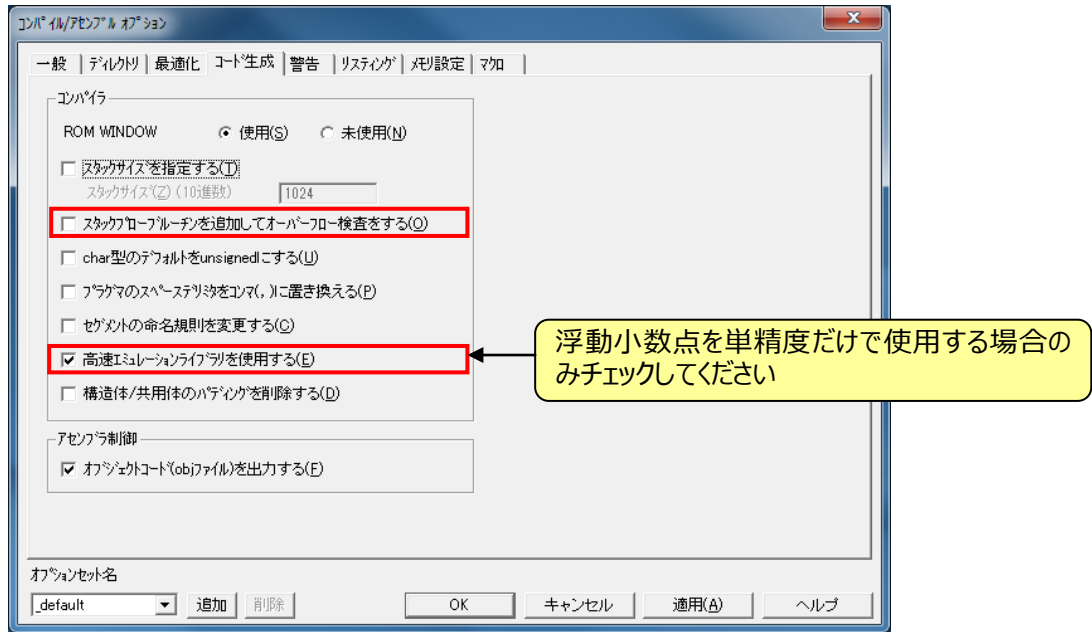 ｺﾝﾊﾟｲﾙ/ｱｾﾝﾌﾞﾙ ｵﾌﾟｼｮﾝ
一般 ﾃﾞｨﾚｸﾄﾘ 最適化 ｺｰﾄﾞ生成 警告 ﾘｽﾃｨﾝｸﾞ ﾒﾓﾘ設定 ﾏｸﾛ
ｺﾝﾊﾟｲﾗ
ROM WINDOW 使用(S) 未使用(N)
ｽﾀｯｸｻｲｽﾞを指定する(T)
ｽﾀｯｸｻｲｽﾞ(Z) (10進数) 1024
ｽﾀｯｸﾌﾟﾛｰﾌﾞﾙｰﾁﾝを追加してｵｰﾊﾞｰﾌﾛｰ検査をする(O)
char型のﾃﾞﾌｫﾙﾄをunsignedにする(U)
ﾌﾟﾗｸﾞﾏのｽﾍﾟｰｽﾃﾞﾘﾐﾀをｺﾝﾏ(, )に置き換える(P)
ｾｸﾞﾒﾝﾄの命名規則を変更する(C)
高速ｴﾐｭﾚｰｼｮﾝﾗｲﾌﾞﾗﾘを使用する(E)
浮動小数点を単精度だけで使用する場合の
みチェックしてください
構造体/共用体のﾊﾟﾃﾞｨﾝｸﾞを削除する(D)
ｱｾﾝﾌﾞﾗ制御
ｵﾌﾞｼﾞｪｸﾄｺｰﾄﾞ(objﾌｧｲﾙ)を出力する(F)
ｵﾌﾟｼｮﾝｾｯﾄ名
_default 追加 削除 OK キャンセル 適用(A) ヘルプ